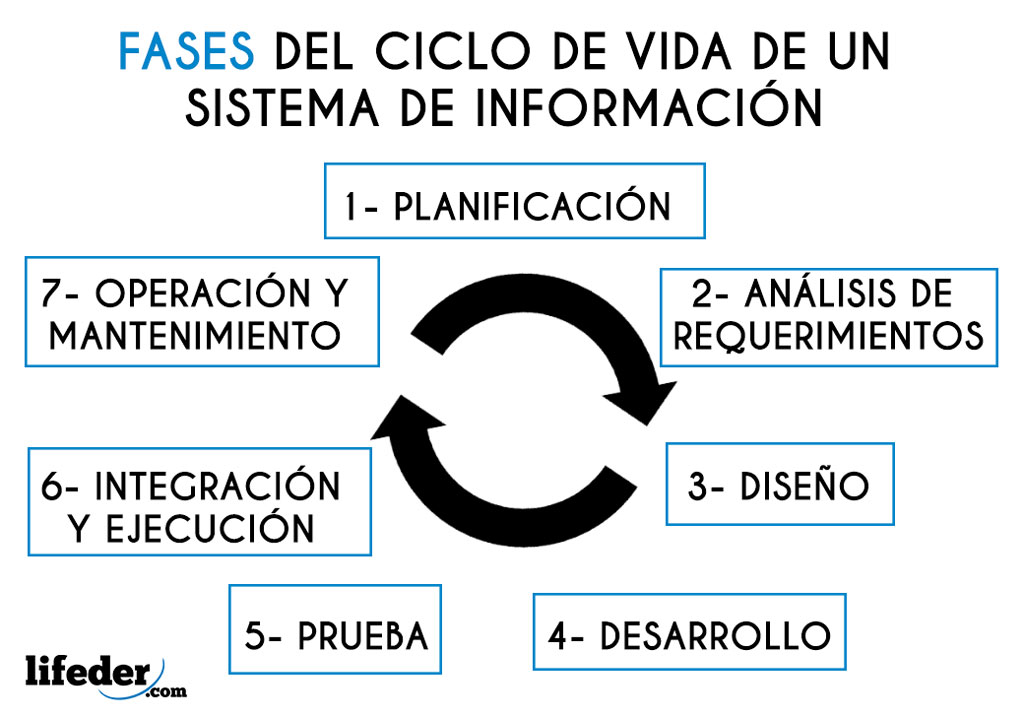 FASES DEL CICLO DE VIDA DE UN
SISTEMA DE INFORMACIÓN
1- PLANIFICACIÓN
2- ANÁLISIS DE
REQUERIMIENTOS
3- DISEÑO
4- DESARROLLO
5- PRUEBA
6- INTEGRACIÓN
Y EJECUCIÓN
7- OPERACIÓN Y
MANTENIMIENTO
lifeder.com